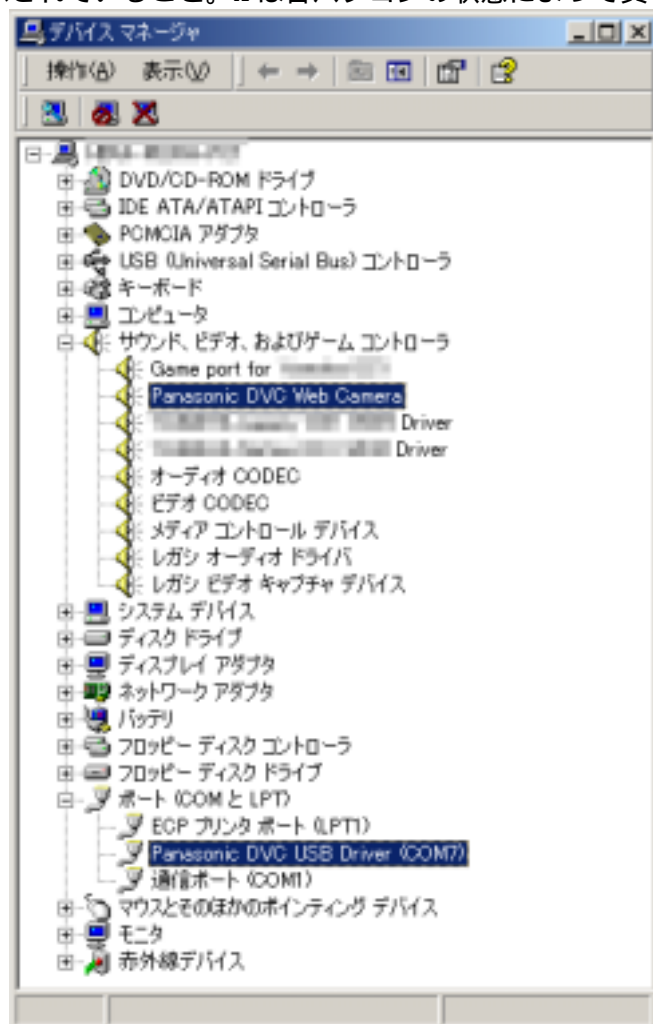 デバイス マネージャ
操作(A) 表示(V)
DVD/CD-ROM ドライブ
IDE ATA/ATAPI コントローラ
PCMCIA アダプタ
USB (Universal Serial Bus) コントローラ
キーボード
コンピュータ
サウンド、ビデオ、およびゲーム コントローラ
Game port for
Panasonic DVC Web Camera
Driver
Driver
オーディオ CODEC
ビデオ CODEC
メディア コントロール デバイス
レガシ オーディオ ドライバ
レガシ ビデオ キャプチャ デバイス
システム デバイス
ディスク ドライブ
ディスプレイ アダプタ
ネットワーク アダプタ
バッテリ
フロッピー ディスク コントローラ
フロッピー ディスク ドライブ
ポート (COM と LPT)
ECP プリンタ ポート (LPT1)
Panasonic DVC USB Driver (COM7)
通信ポート (COM1)
マウスとそのほかのポインティング デバイス
モニタ
赤外線デバイス